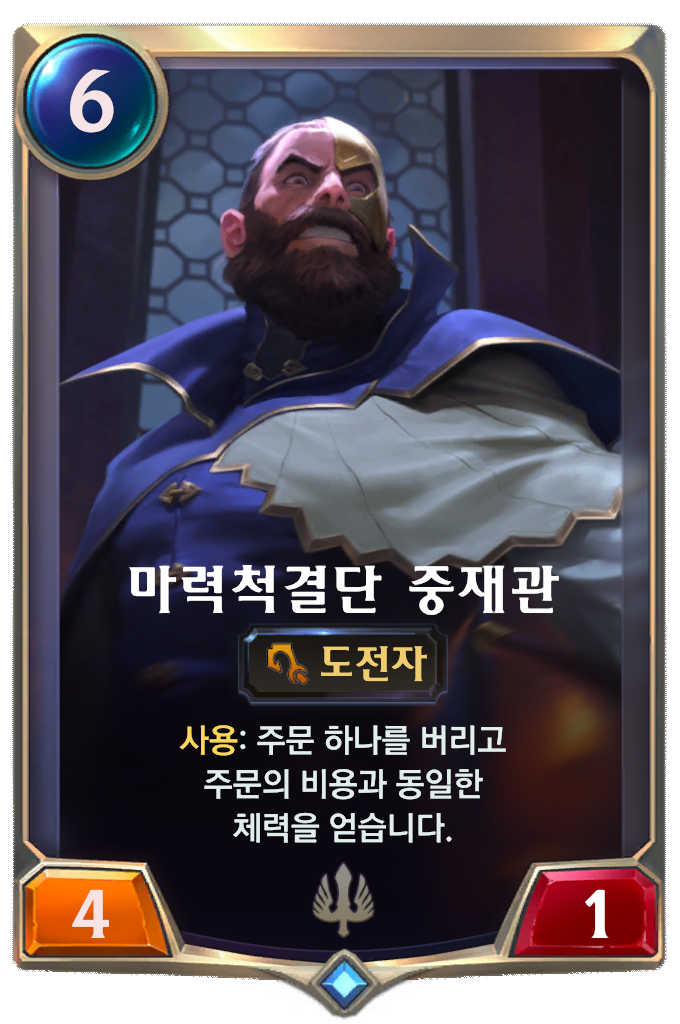 6
마력척결단 중재관
도전자
사용: 주문 하나를 버리고
주문의 비용과 동일한
체력을 얻습니다.
4
1